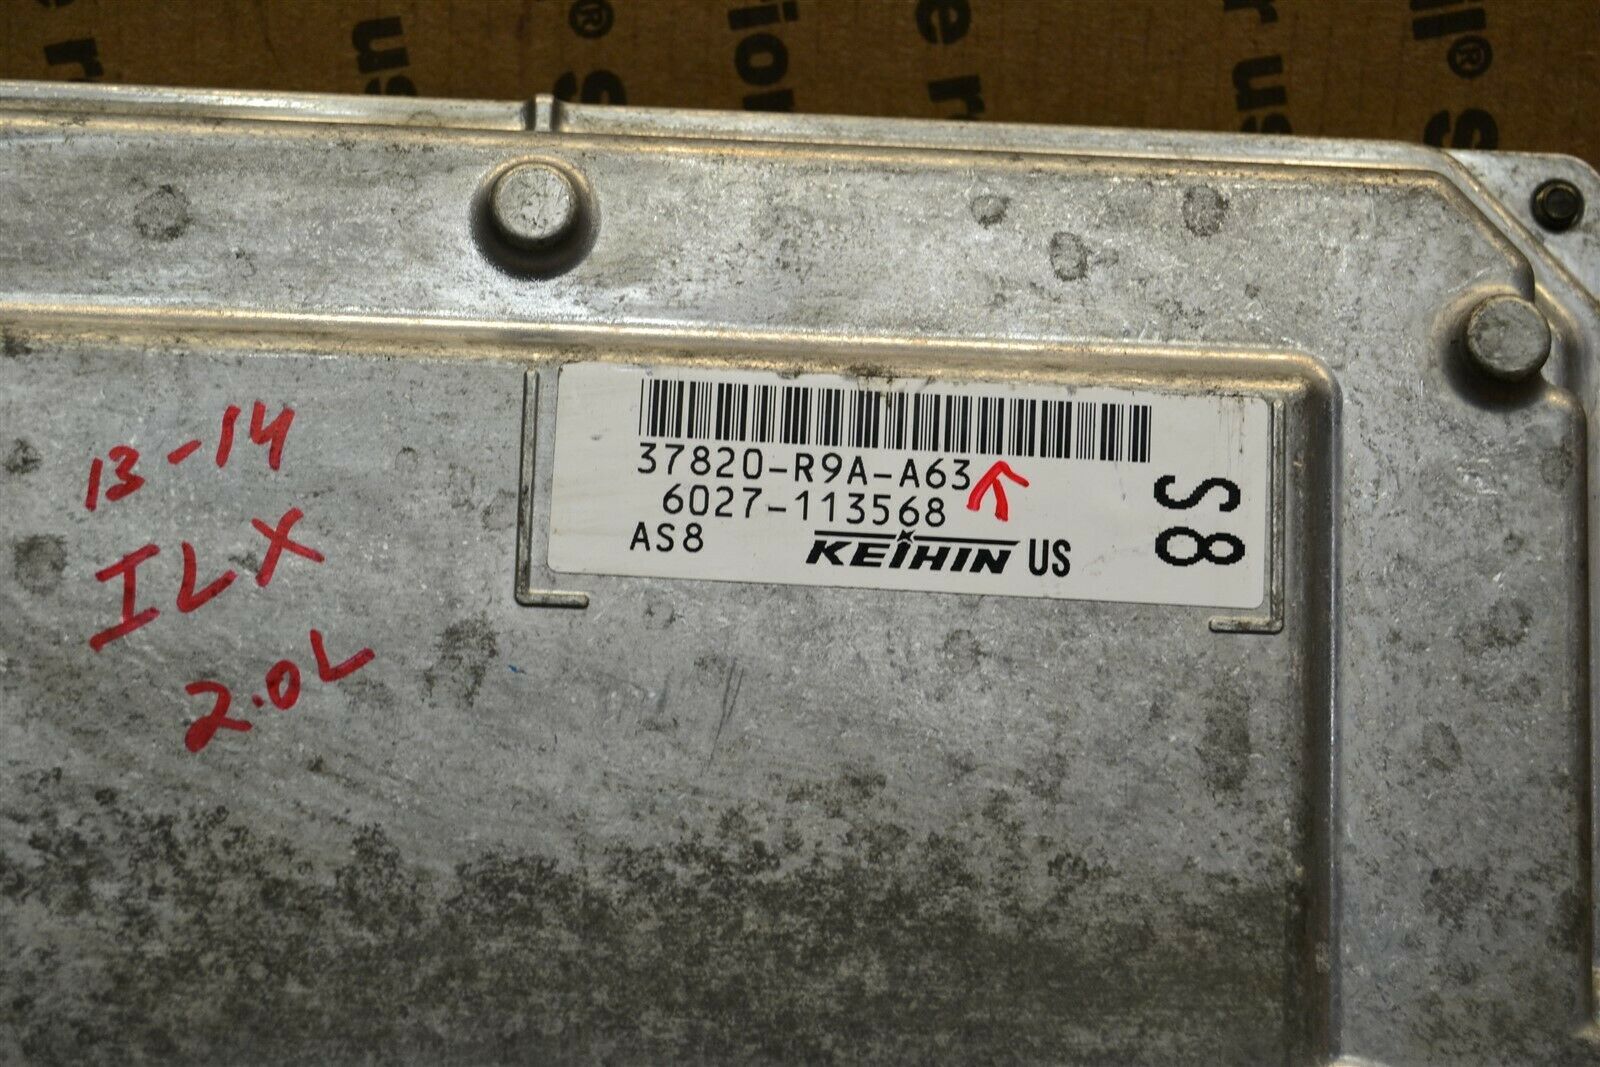 13-14
ILX
2.0L
37820-R9A-A63
6027-113568
AS8
KEIHIN US
S8